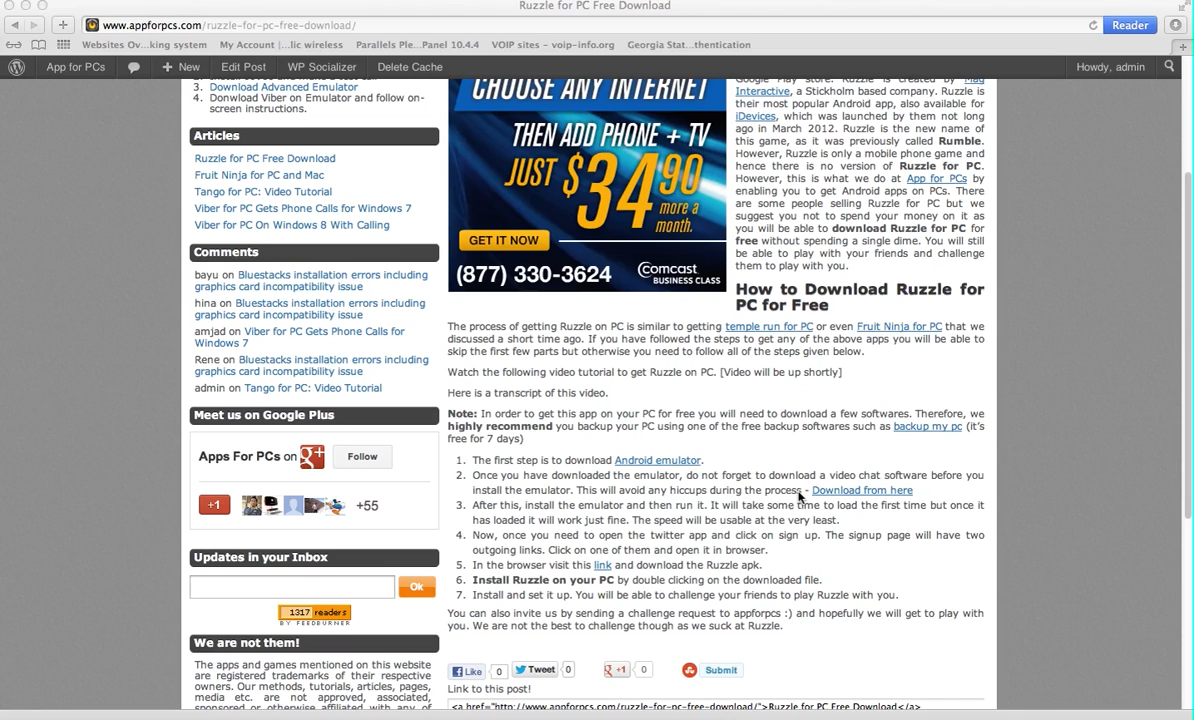 Ruzzle for PC Free Download
www.appforpcs.com/ruzzle-for-pc-free-download/
Reader
Websites Ov...king system
My Account |...lic wireless
Parallels Ple...Panel 10.4.4
VOIP sites - voip-info.org
Georgia Stat...thentication
App for PCs
+ New
Edit Post
WP Socializer
Delete Cache
Howdy, admin
3. Download Advanced Emulator
4. Donwload Viber on Emulator and follow on-
screen instructions.
Articles
Ruzzle for PC Free Download
Fruit Ninja for PC and Mac
Tango for PC: Video Tutorial
Viber for PC Gets Phone Calls for Windows 7
Viber for PC On Windows 8 With Calling
Comments
bayu on Bluestacks installation errors including
graphics card incompatibility issue
hina on Bluestacks installation errors including
graphics card incompatibility issue
amjad on Viber for PC Gets Phone Calls for
Windows 7
Rene on Bluestacks installation errors including
graphics card incompatibility issue
admin on Tango for PC: Video Tutorial
Meet us on Google Plus
Apps For PCs on g+ Follow
+1
+55
Updates in your Inbox
Ok
1317 readers
BY FEEDBURNER
We are not them!
The apps and games mentioned on this website
are registered trademarks of their respective
owners. Our methods, tutorials, articles, pages,
media etc. are not approved, associated,
sponsored or otherwise affiliated with any of
CHOOSE ANY INTERNET
THEN ADD PHONE + TV
JUST $34.90
more a
month.
GET IT NOW
(877) 330-3624
Comcast
BUSINESS CLASS
Google Play store. Ruzzle is created by Mag
Interactive, a Stickholm based company. Ruzzle is
their most popular Android app, also available for
iDevices, which was launched by them not long
ago in March 2012. Ruzzle is the new name of
this game, as it was previously called Rumble.
However, Ruzzle is only a mobile phone game and
hence there is no version of Ruzzle for PC.
However, this is what we do at App for PCs by
enabling you to get Android apps on PCs. There
are some people selling Ruzzle for PC but we
suggest you not to spend your money on it as
you will be able to download Ruzzle for PC for
free without spending a single dime. You will still
be able to play with your friends and challenge
them to play with you.
How to Download Ruzzle for
PC for Free
The process of getting Ruzzle on PC is similar to getting temple run for PC or even Fruit Ninja for PC that we
discussed a short time ago. If you have followed the steps to get any of the above apps you will be able to
skip the first few parts but otherwise you need to follow all of the steps given below.
Watch the following video tutorial to get Ruzzle on PC. [Video will be up shortly]
Here is a transcript of this video.
Note: In order to get this app on your PC for free you will need to download a few softwares. Therefore, we
highly recommend you backup your PC using one of the free backup softwares such as backup my pc (it's
free for 7 days)
1. The first step is to download Android emulator.
2. Once you have downloaded the emulator, do not forget to download a video chat software before you
install the emulator. This will avoid any hiccups during the process - Download from here
3. After this, install the emulator and then run it. It will take some time to load the first time but once it
has loaded it will work just fine. The speed will be usable at the very least.
4. Now, once you need to open the twitter app and click on sign up. The signup page will have two
outgoing links. Click on one of them and open it in browser.
5. In the browser visit this link and download the Ruzzle apk.
6. Install Ruzzle on your PC by double clicking on the downloaded file.
7. Install and set it up. You will be able to challenge your friends to play Ruzzle with you.
You can also invite us by sending a challenge request to appforpcs :) and hopefully we will get to play with
you. We are not the best to challenge though as we suck at Ruzzle.
Like 0 Tweet 0 +1 0 Submit
Link to this post!
<a href="http://www.appforpcs.com/ruzzle-for-pc-free-download/">Ruzzle for PC Free Download</a>